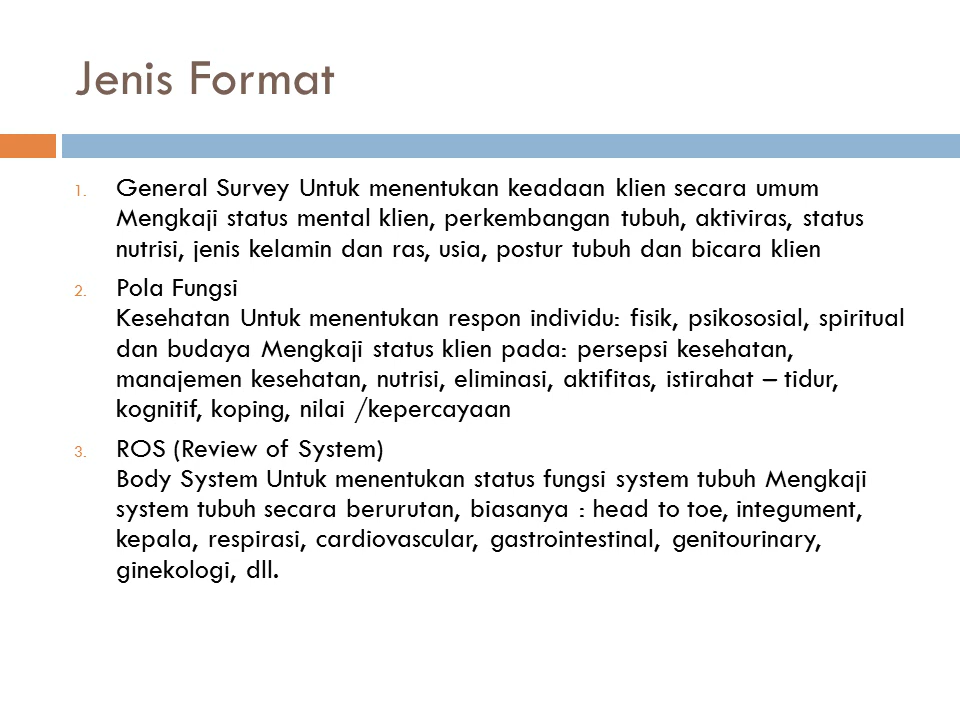 Jenis Format
1. General Survey Untuk menentukan keadaan klien secara umum
Mengkaji status mental klien, perkembangan tubuh, aktiviras, status
nutrisi, jenis kelamin dan ras, usia, postur tubuh dan bicara klien
2. Pola Fungsi
Kesehatan Untuk menentukan respon individu: fisik, psikososial, spiritual
dan budaya Mengkaji status klien pada: persepsi kesehatan,
manajemen kesehatan, nutrisi, eliminasi, aktifitas, istirahat – tidur,
kognitif, koping, nilai /kepercayaan
3. ROS (Review of System)
Body System Untuk menentukan status fungsi system tubuh Mengkaji
system tubuh secara berurutan, biasanya : head to toe, integument,
kepala, respirasi, cardiovascular, gastrointestinal, genitourinary,
ginekologi, dll.